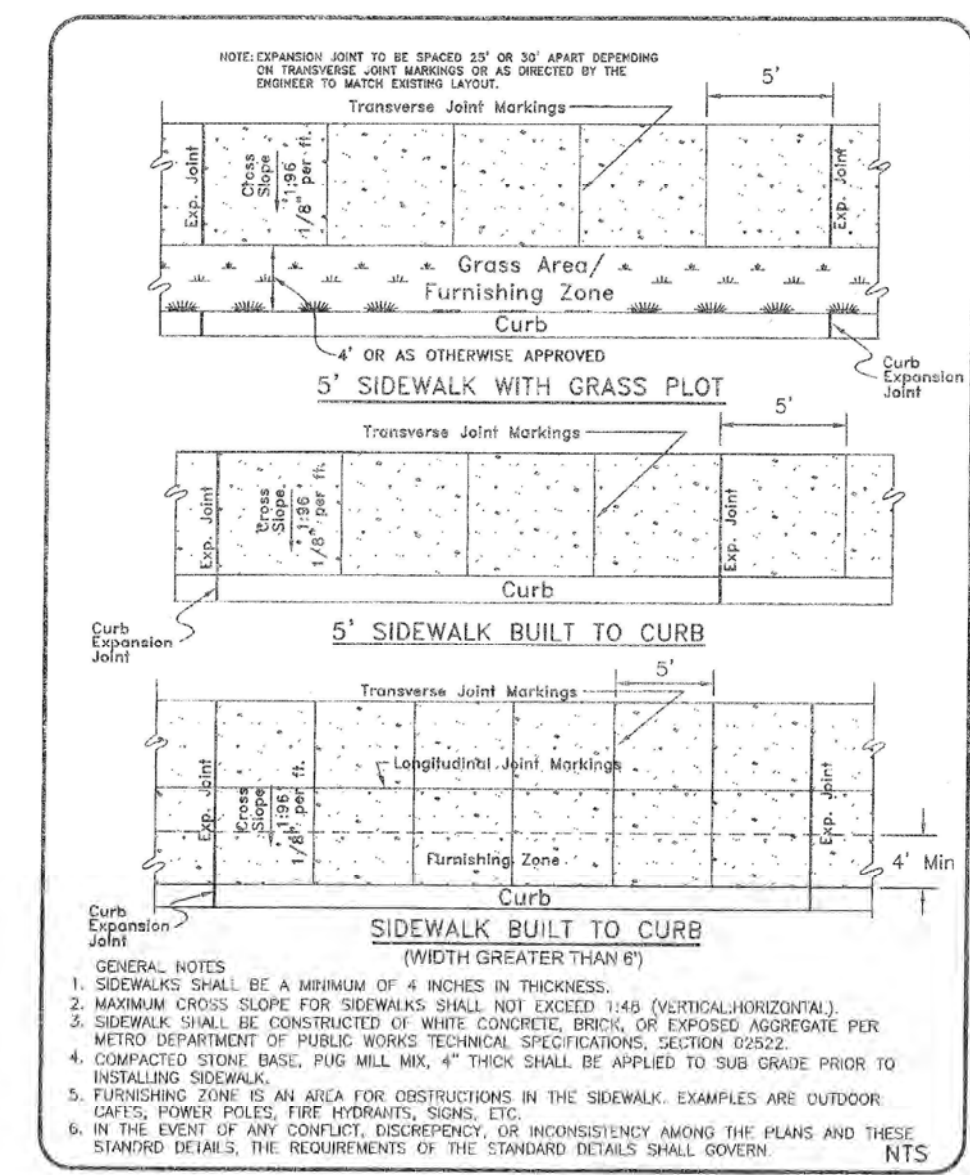 NOTE: EXPANSION JOINT TO BE SPACED 25' OR 30' APART DEPENDING
ON TRANSVERSE JOINT MARKINGS OR AS DIRECTED BY THE
ENGINEER TO MATCH EXISTING LAYOUT.
5'
Transverse Joint Markings
Exp. Joint
Cross
Slope
1:96
1/8" per ft.
Exp. Joint
Grass Area/
Furnishing Zone
Curb
4' OR AS OTHERWISE APPROVED
Curb
Expansion
Joint
5' SIDEWALK WITH GRASS PLOT
5'
Transverse Joint Markings
Exp. Joint
Cross
Slope
1:96
1/8" per ft.
Exp. Joint
Curb
Curb
Expansion
Joint
5' SIDEWALK BUILT TO CURB
5'
Transverse Joint Markings
Longitudinal Joint Markings
Exp. Joint
Cross
Slope
1:96
1/8" per ft.
Exp. Joint
Furnishing Zone
4' Min
Curb
Curb
Expansion
Joint
SIDEWALK BUILT TO CURB
(WIDTH GREATER THAN 6')
GENERAL NOTES
1. SIDEWALKS SHALL BE A MINIMUM OF 4 INCHES IN THICKNESS.
2. MAXIMUM CROSS SLOPE FOR SIDEWALKS SHALL NOT EXCEED 1:48 (VERTICAL:HORIZONTAL).
3. SIDEWALK SHALL BE CONSTRUCTED OF WHITE CONCRETE, BRICK, OR EXPOSED AGGREGATE PER
METRO DEPARTMENT OF PUBLIC WORKS TECHNICAL SPECIFICATIONS, SECTION 02522.
4. COMPACTED STONE BASE, PUG MILL MIX, 4" THICK SHALL BE APPLIED TO SUB GRADE PRIOR TO
INSTALLING SIDEWALK.
5. FURNISHING ZONE IS AN AREA FOR OBSTRUCTIONS IN THE SIDEWALK. EXAMPLES ARE OUTDOOR
CAFES, POWER POLES, FIRE HYDRANTS, SIGNS, ETC.
6. IN THE EVENT OF ANY CONFLICT, DISCREPENCY, OR INCONSISTENCY AMONG THE PLANS AND THESE
STANDRD DETAILS, THE REQUIREMENTS OF THE STANDARD DETAILS SHALL GOVERN.
NTS